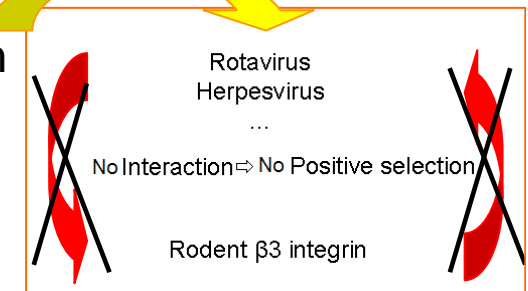 n
Rotavirus
Herpesvirus
...
No Interaction⇨ No Positive selection
Rodent β3 integrin